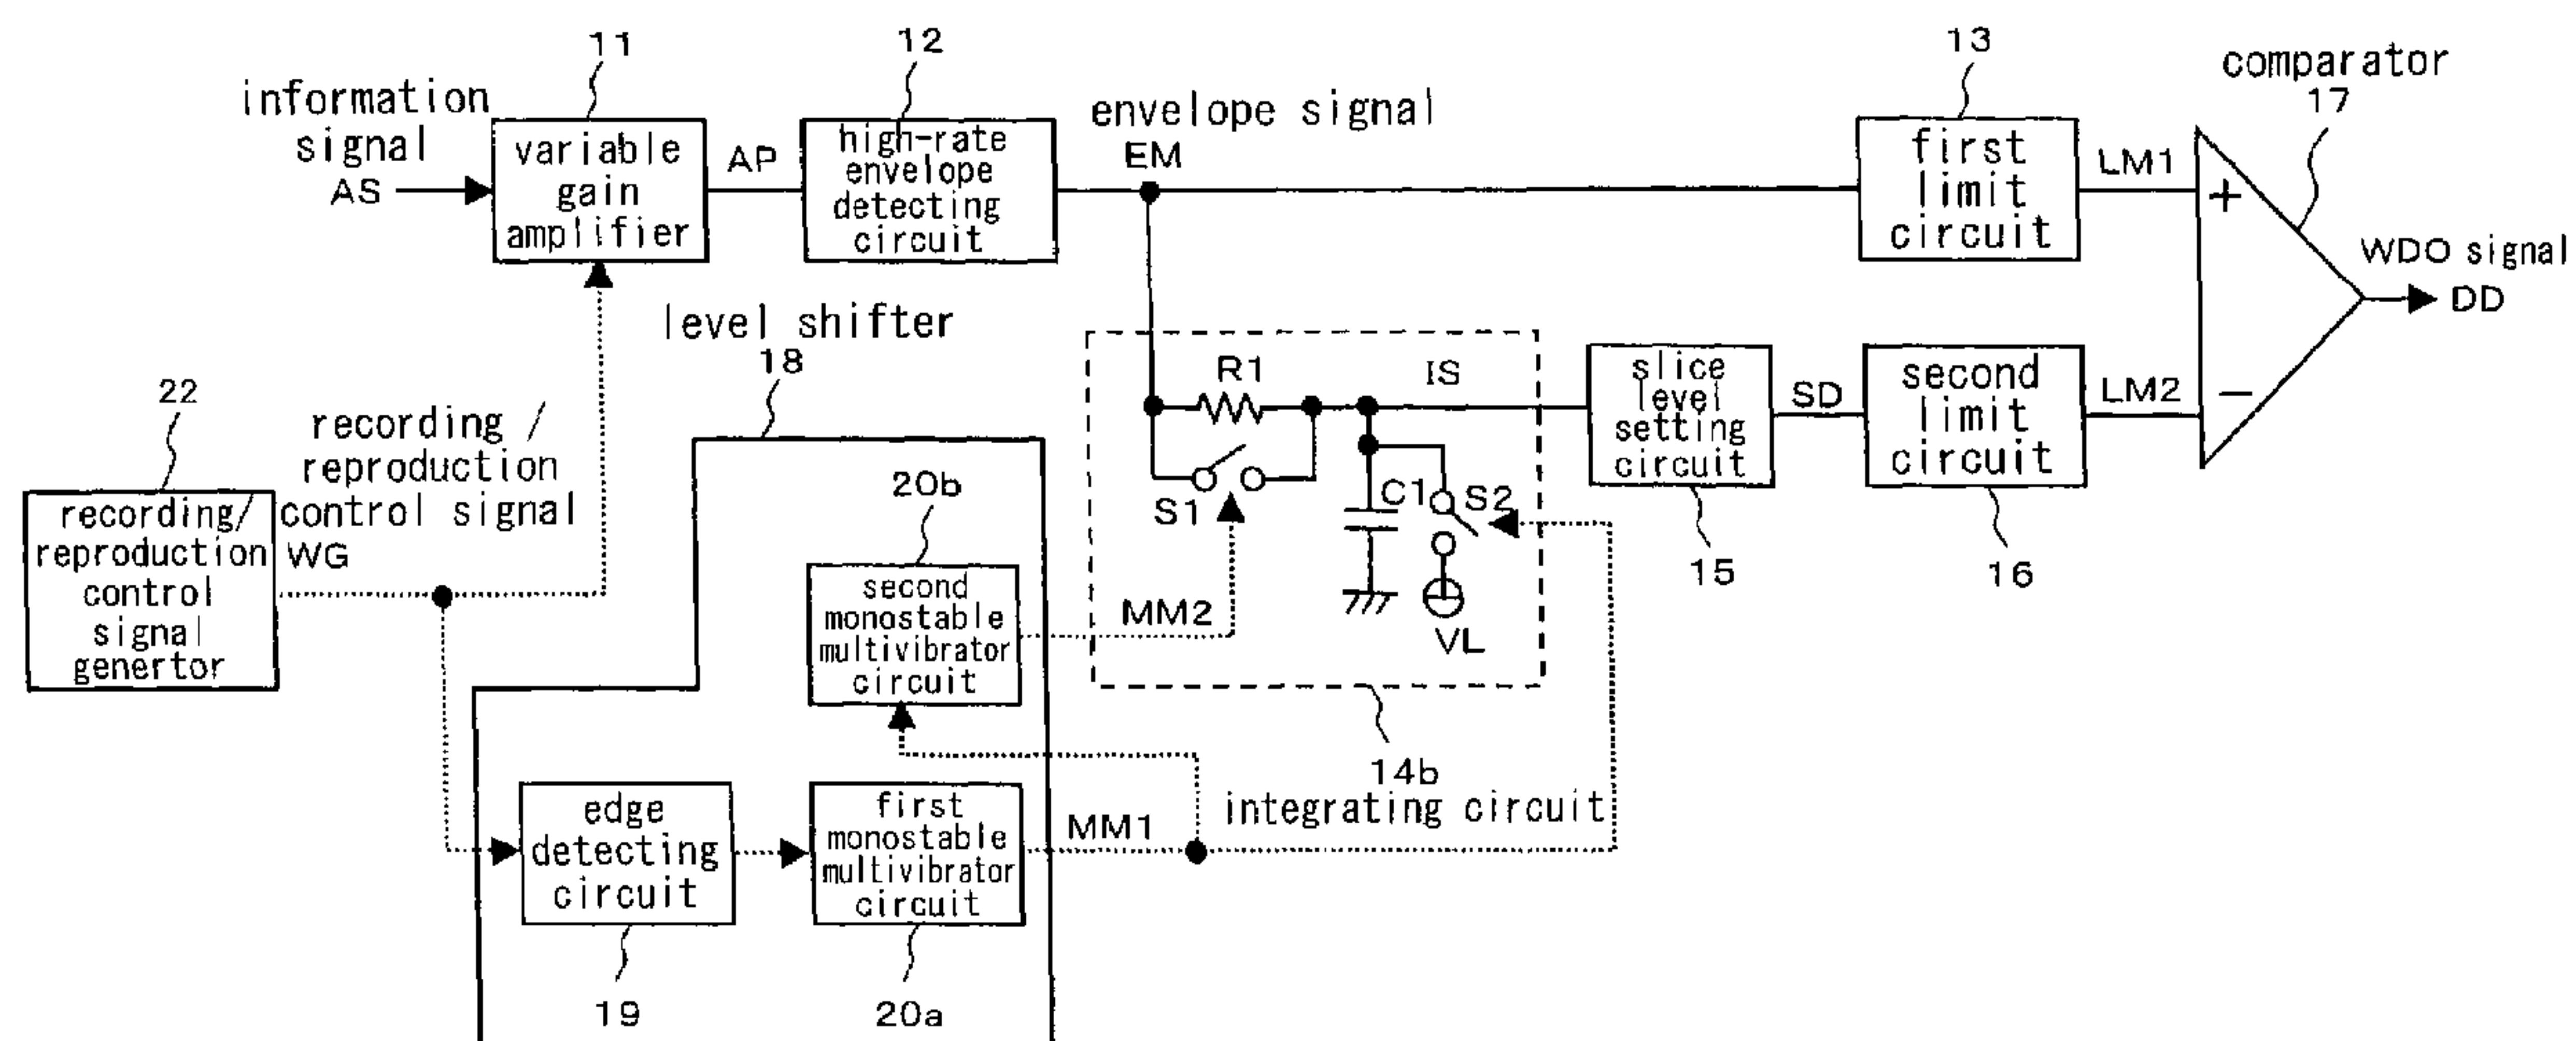 11
12
13
comparator
17
information
signal
AS
variable
gain
amplifier
AP
high-rate
envelope
detecting
circuit
envelope signal
EM
first
limit
circuit
LM1
+
WDO signal
DD
level shifter
18
22
recording /
reproduction
control signal
WG
recording/
reproduction
control
signal
genertor
R1
IS
S1
C1
S2
VL
slice
level
setting
circuit
15
SD
second
limit
circuit
16
LM2
−
20b
second
monostable
multivibrator
circuit
MM2
14b
integrating circuit
edge
detecting
circuit
19
first
monostable
multivibrator
circuit
20a
MM1